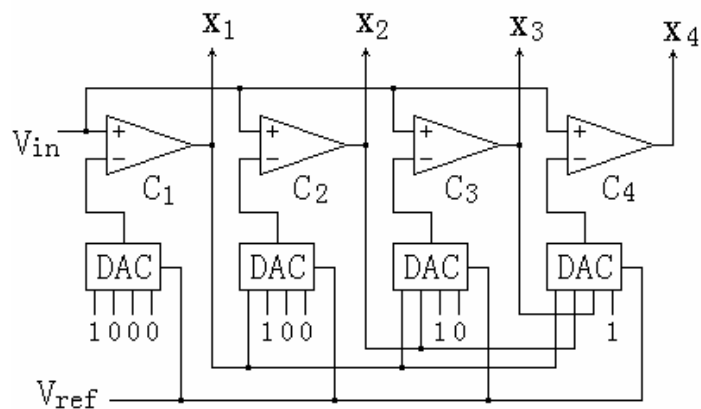 x1 x2 x3 x4
Vin + − + − + − + −
C1 C2 C3 C4
DAC DAC DAC DAC
1000 100 10 1
Vref